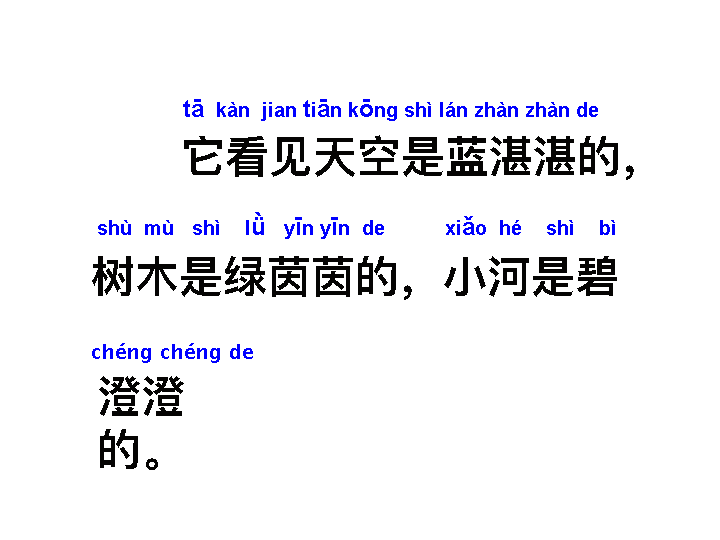 tā kàn jian tiān kōng shì lán zhàn zhàn de
它看见天空是蓝湛湛的,
shù mù shì lǜ yīn yīn de xiǎo hé shì bì
树木是绿茵茵的，小河是碧
chéng chéng de
澄澄
的。